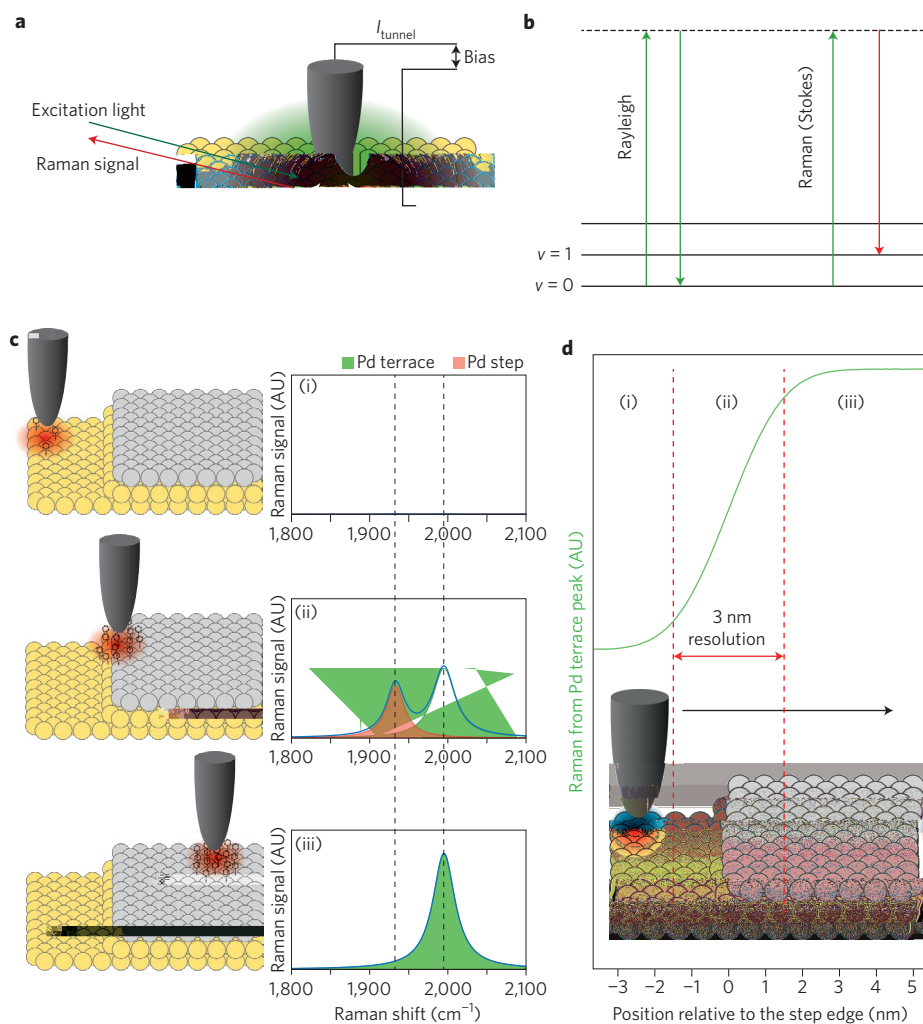 a
I tunnel
Bias
Excitation light
Raman signal
b
Rayleigh
Raman (Stokes)
v = 1
v = 0
c
Pd terrace Pd step
(i)
Raman signal (AU)
1,800 1,900 2,000 2,100
(ii)
Raman signal (AU)
1,800 1,900 2,000 2,100
(iii)
Raman signal (AU)
1,800 1,900 2,000 2,100
Raman shift (cm⁻¹)
d
(i) (ii) (iii)
Raman from Pd terrace peak (AU)
3 nm
resolution
−3 −2 −1 0 1 2 3 4 5
Position relative to the step edge (nm)